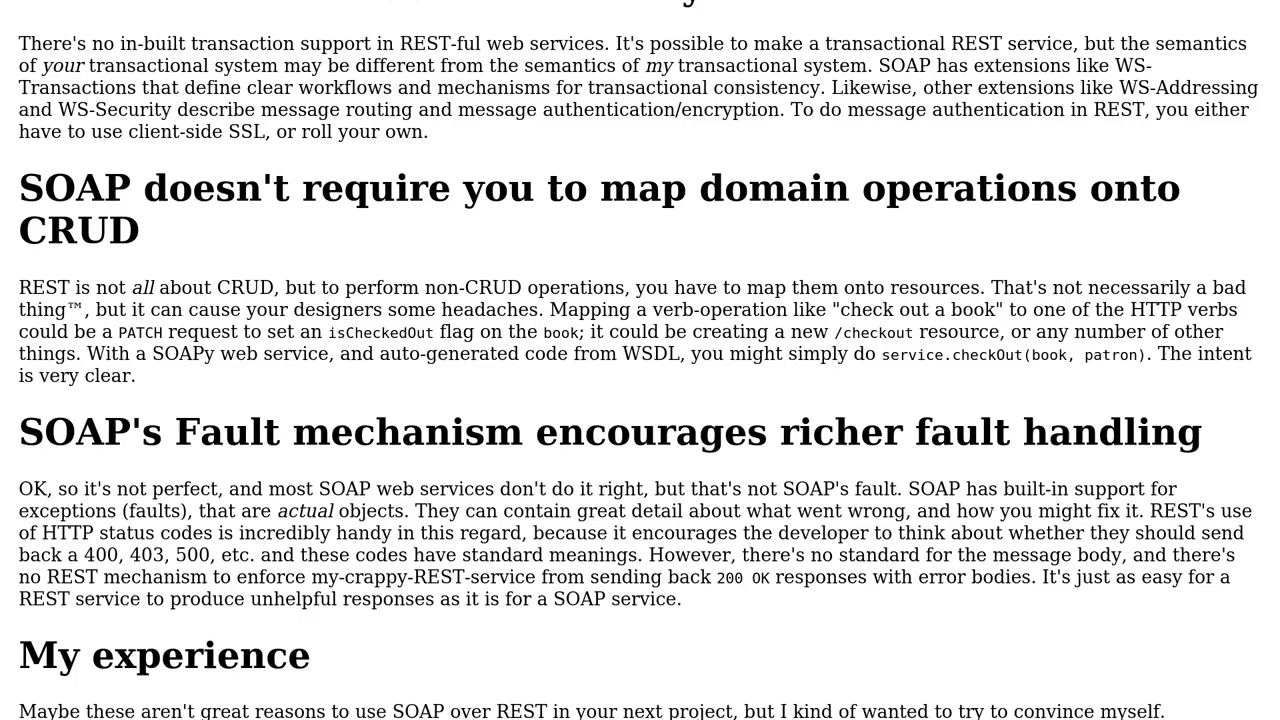 There's no in-built transaction support in REST-ful web services. It's possible to make a transactional REST service, but the semantics
of your transactional system may be different from the semantics of my transactional system. SOAP has extensions like WS-
Transactions that define clear workflows and mechanisms for transactional consistency. Likewise, other extensions like WS-Addressing
and WS-Security describe message routing and message authentication/encryption. To do message authentication in REST, you either
have to use client-side SSL, or roll your own.
SOAP doesn't require you to map domain operations onto
CRUD
REST is not all about CRUD, but to perform non-CRUD operations, you have to map them onto resources. That's not necessarily a bad
thing™, but it can cause your designers some headaches. Mapping a verb-operation like "check out a book" to one of the HTTP verbs
could be a PATCH request to set an isCheckedOut flag on the book; it could be creating a new /checkout resource, or any number of other
things. With a SOAPy web service, and auto-generated code from WSDL, you might simply do service.checkOut(book, patron). The intent
is very clear.
SOAP's Fault mechanism encourages richer fault handling
OK, so it's not perfect, and most SOAP web services don't do it right, but that's not SOAP's fault. SOAP has built-in support for
exceptions (faults), that are actual objects. They can contain great detail about what went wrong, and how you might fix it. REST's use
of HTTP status codes is incredibly handy in this regard, because it encourages the developer to think about whether they should send
back a 400, 403, 500, etc. and these codes have standard meanings. However, there's no standard for the message body, and there's
no REST mechanism to enforce my-crappy-REST-service from sending back 200 OK responses with error bodies. It's just as easy for a
REST service to produce unhelpful responses as it is for a SOAP service.
My experience
Maybe these aren't great reasons to use SOAP over REST in your next project, but I kind of wanted to try to convince myself.